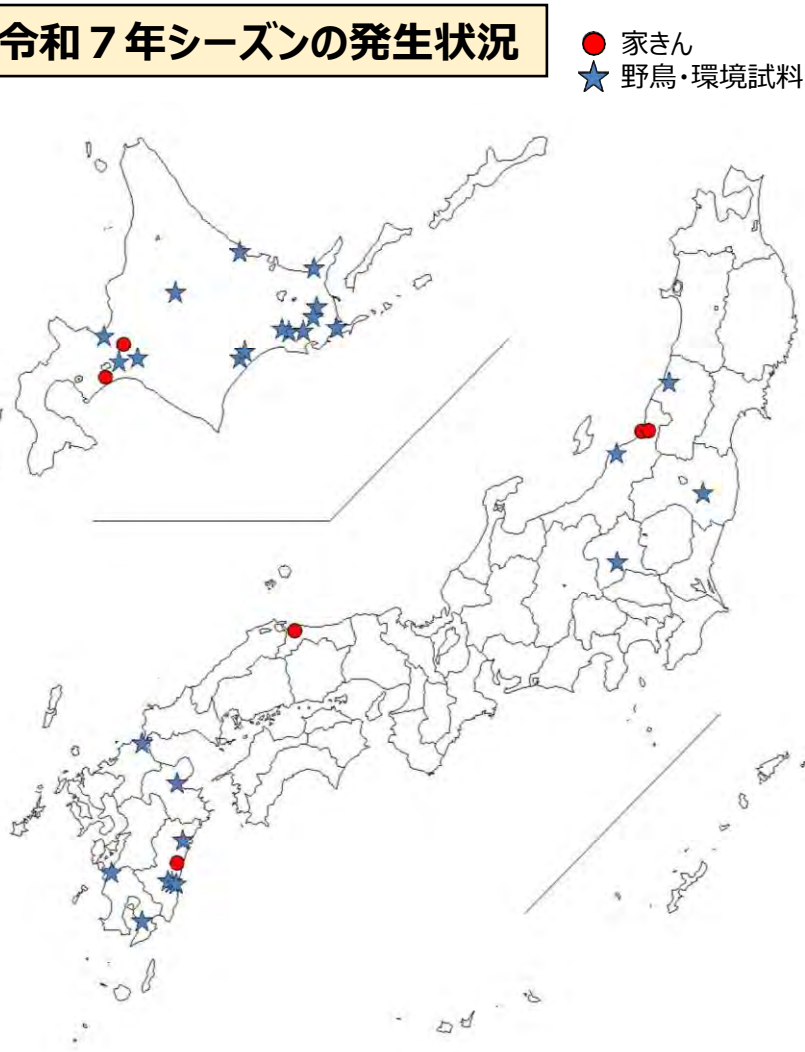 令和７年シーズンの発生状況
家きん
野鳥・環境試料